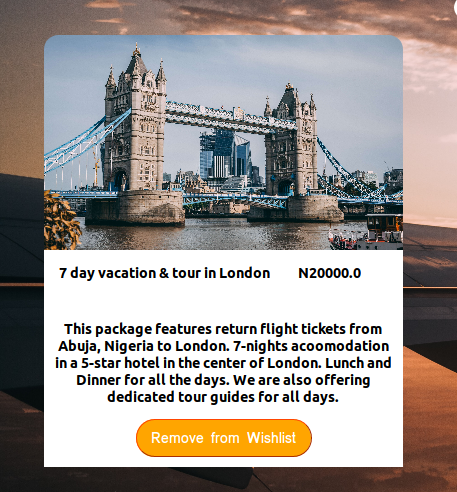 7 day vacation & tour in London N20000.0
This package features return flight tickets from
Abuja, Nigeria to London. 7-nights acoomodation
in a 5-star hotel in the center of London. Lunch and
Dinner for all the days. We are also offering
dedicated tour guides for all days.
Remove from Wishlist